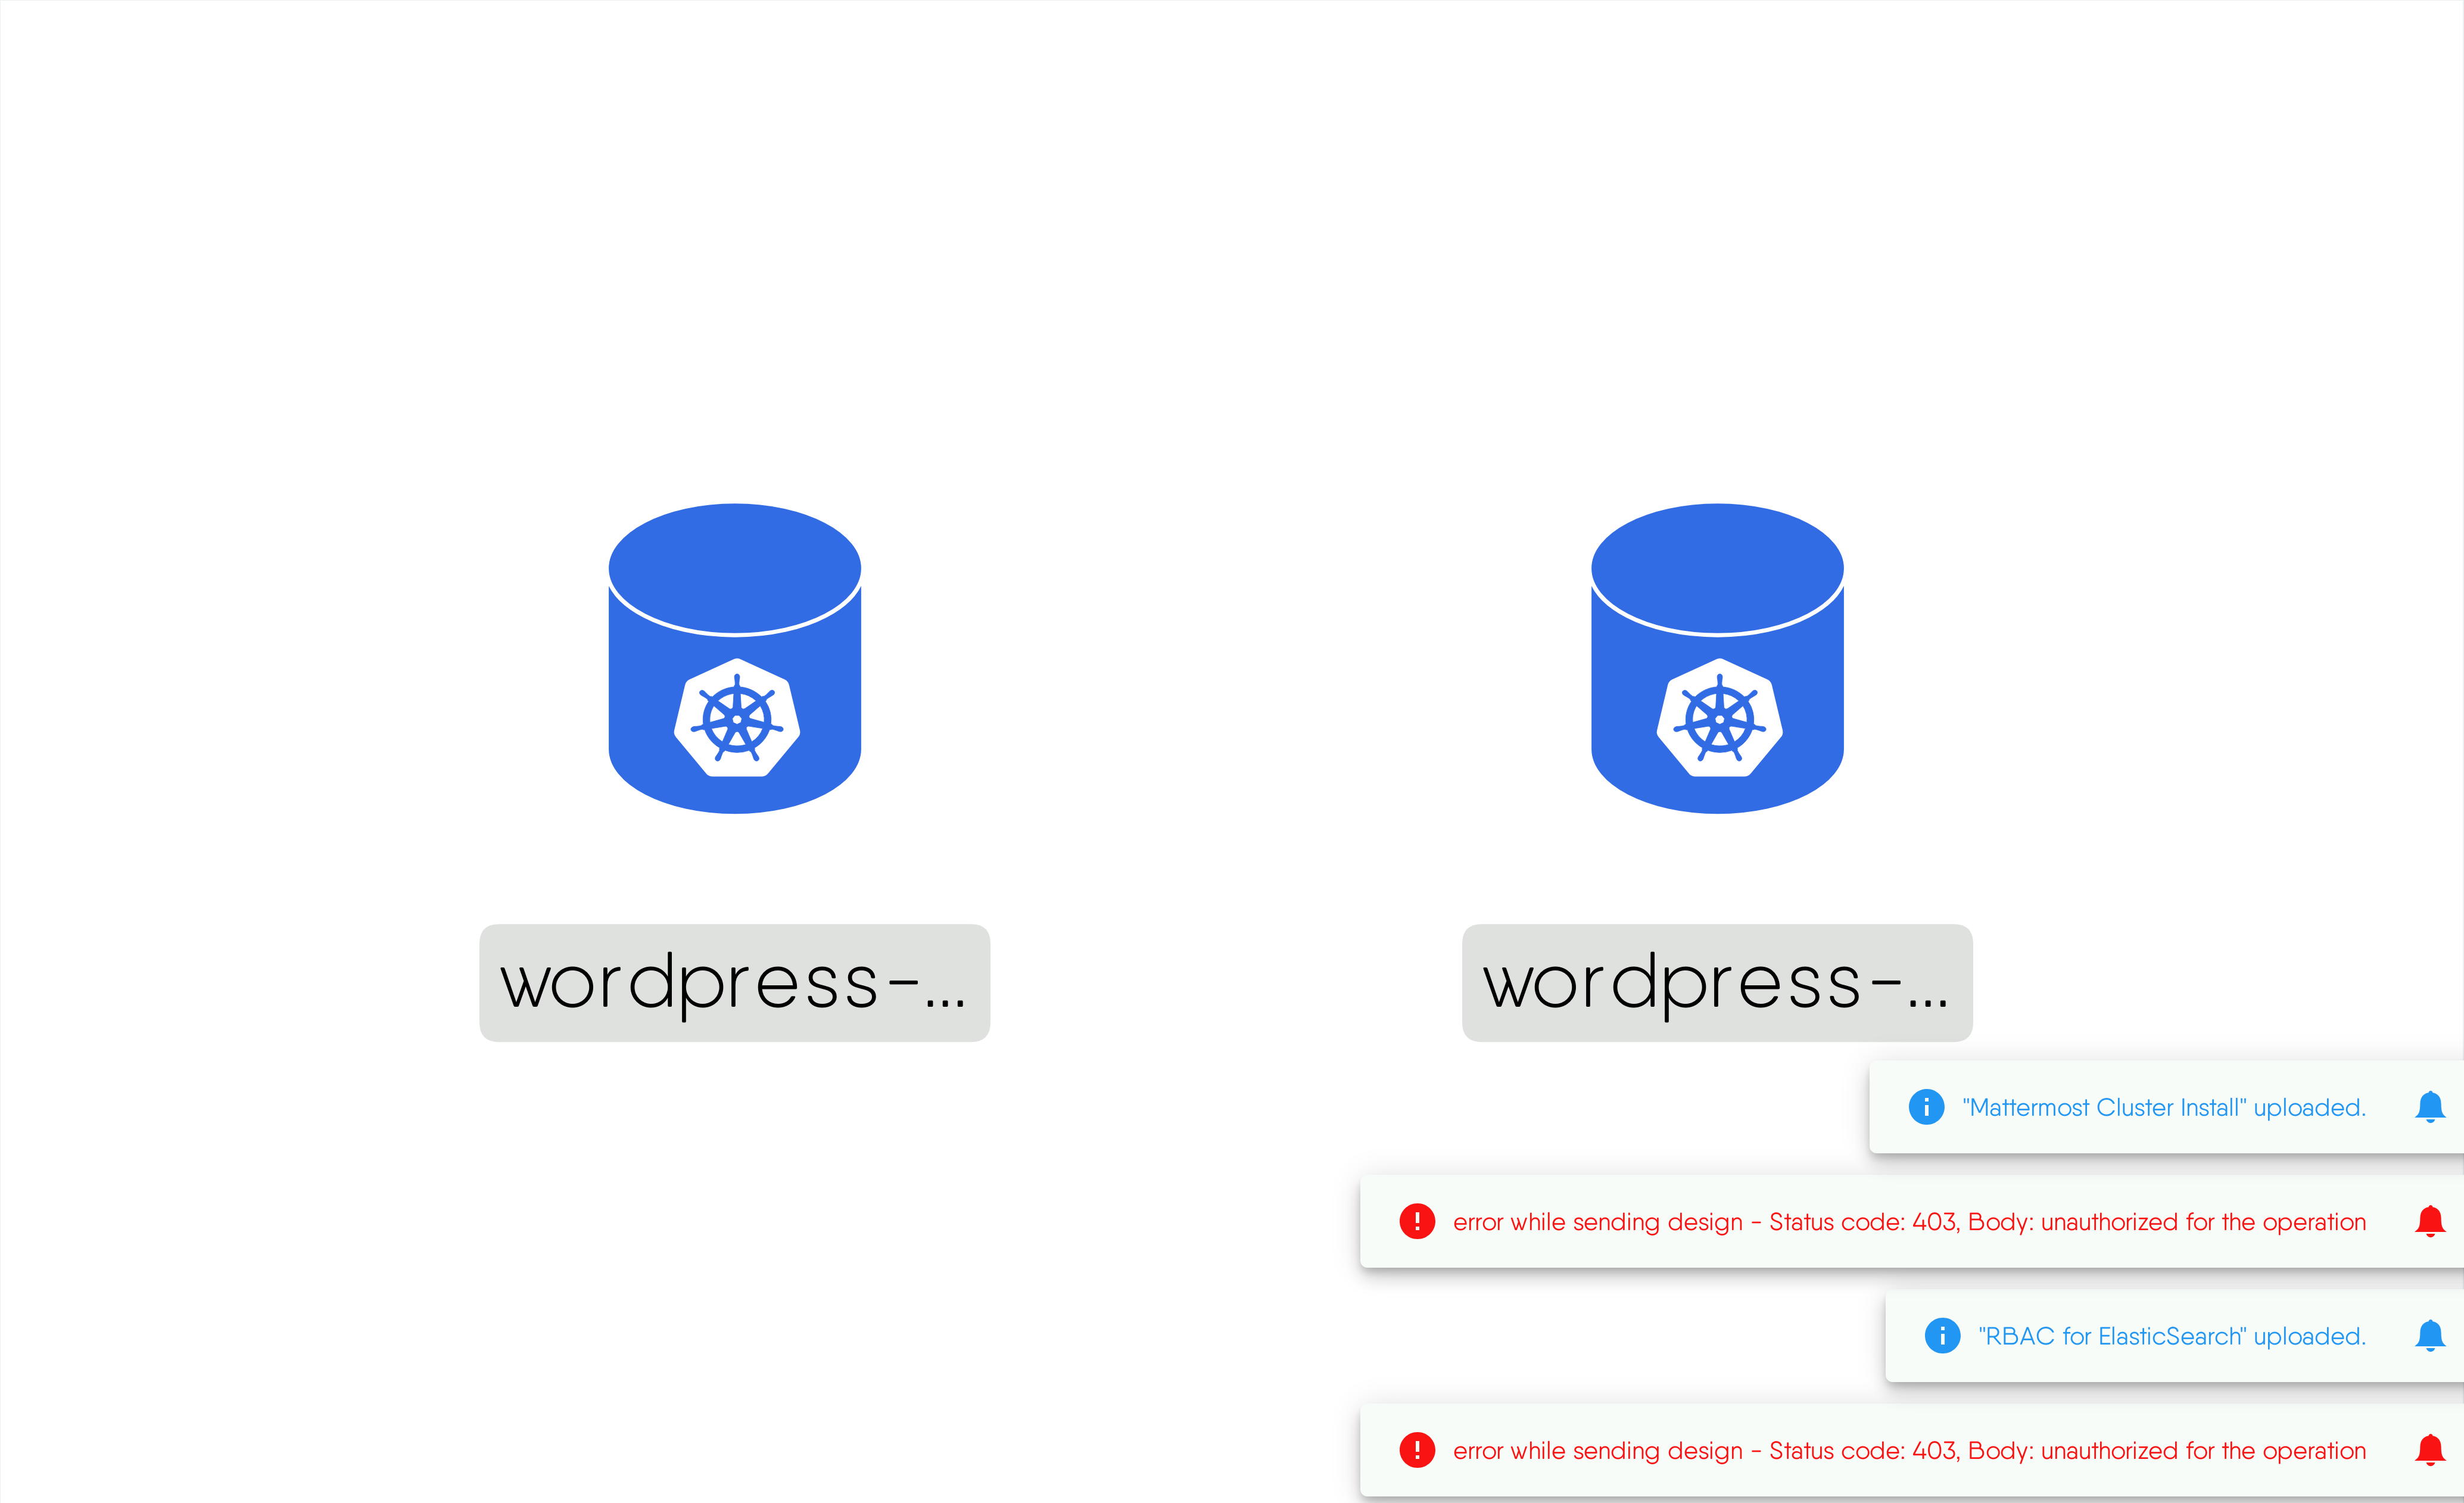 wordpress-...
wordpress-...
"Mattermost Cluster Install" uploaded.
error while sending design - Status code: 403, Body: unauthorized for the operation
"RBAC for ElasticSearch" uploaded.
error while sending design - Status code: 403, Body: unauthorized for the operation